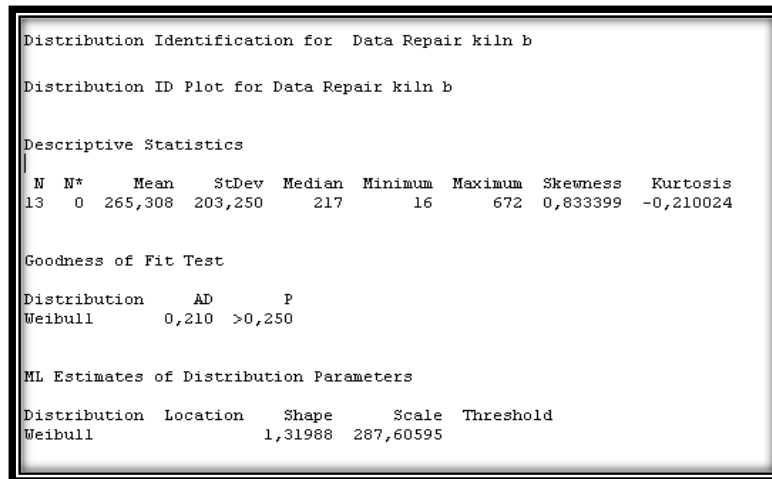 Distribution Identification for  Data Repair kiln b
Distribution ID Plot for Data Repair kiln b
Descriptive Statistics
N  N*  Mean  StDev  Median  Minimum  Maximum  Skewness  Kurtosis
13  0  265,308  203,250  217  16  672  0,833399  -0,210024
Goodness of Fit Test
Distribution  AD  P
Weibull  0,210  >0,250
ML Estimates of Distribution Parameters
Distribution  Location  Shape  Scale  Threshold
Weibull  1,31988  287,60595